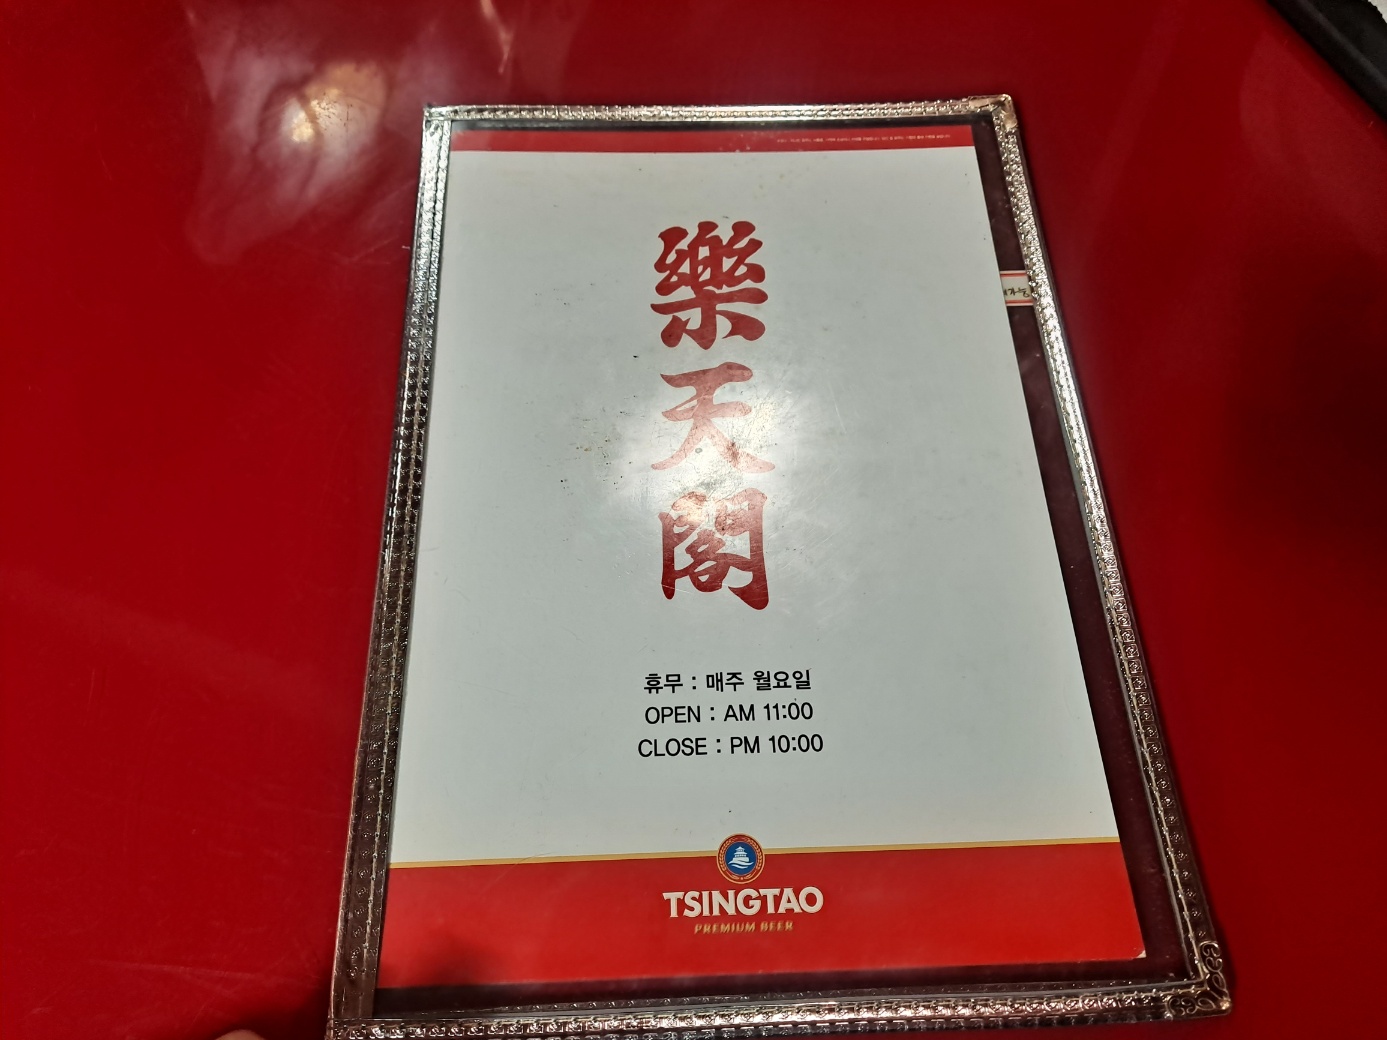 樂
天
閣
휴무 : 매주 월요일
OPEN : AM 11:00
CLOSE : PM 10:00
TSINGTAO
PREMIUM BEER